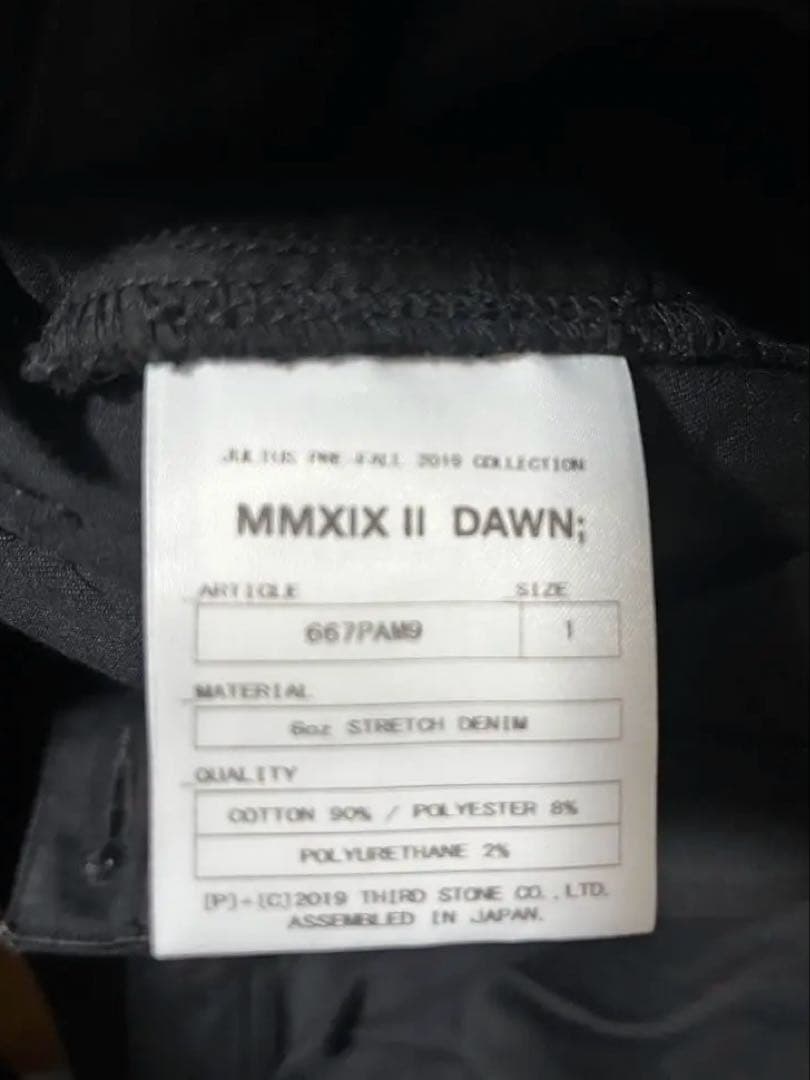 JULIUS PRE-FALL 2019 COLLECTION
MMXIX II DAWN;
ARTICLE SIZE
667PAM9 1
MATERIAL
6oz STRETCH DENIM
QUALITY
COTTON 90% / POLYESTER 8%
POLYURETHANE 2%
[P]+[C]2019 THIRD STONE CO.,LTD.
ASSEMBLED IN JAPAN.